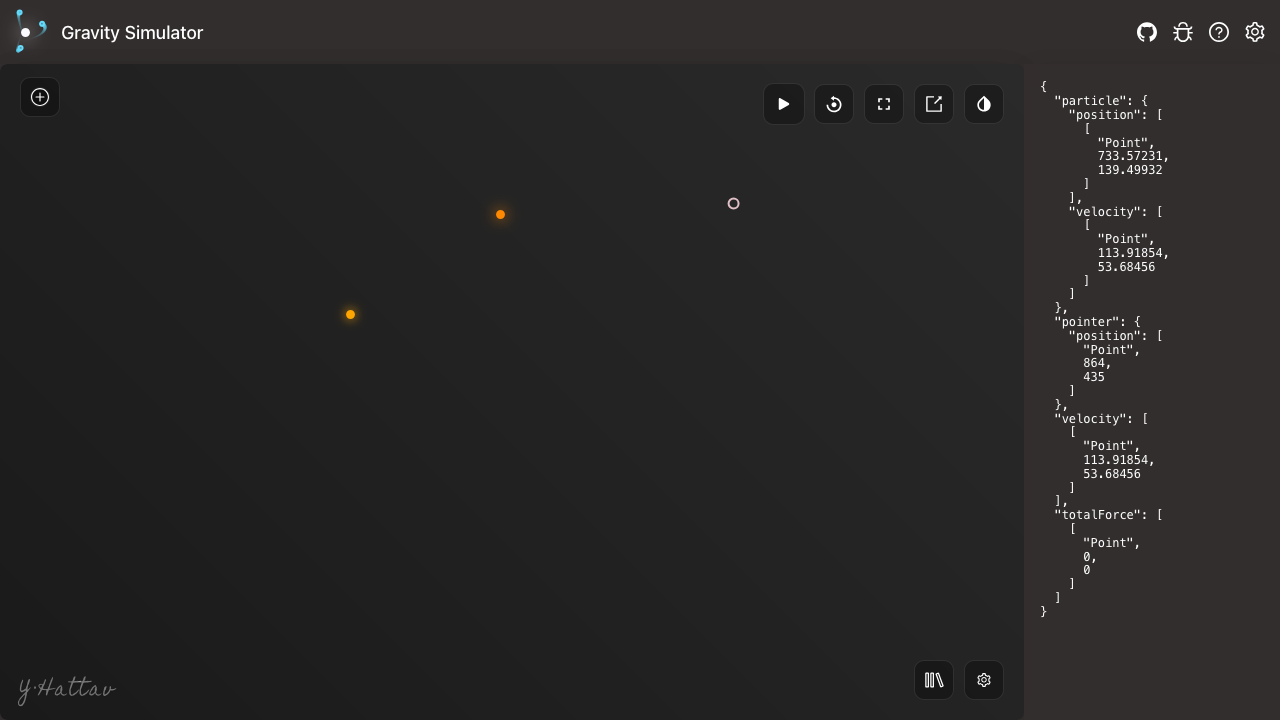 Gravity Simulator
{
"particle": {
"position": [
[
"Point",
733.57231,
139.49932
]
],
"velocity": [
[
"Point",
113.91854,
53.68456
]
]
},
"pointer": {
"position": [
"Point",
864,
435
]
},
"velocity": [
[
"Point",
113.91854,
53.68456
]
],
"totalForce": [
[
"Point",
0,
0
]
]
}
y.Hattav